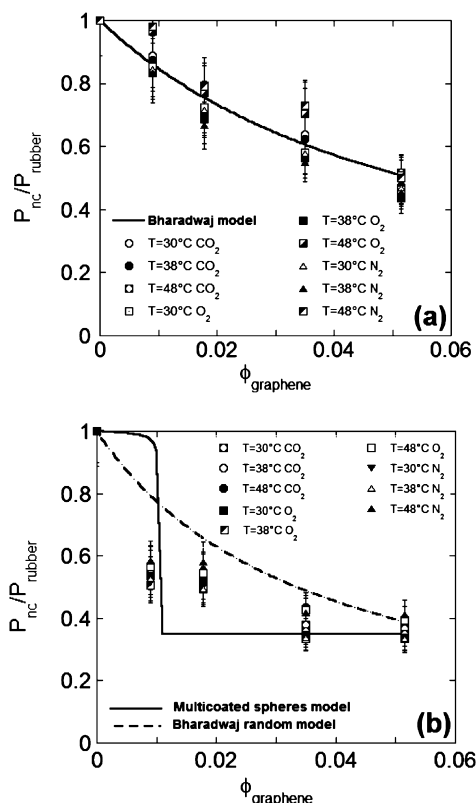 1
0.8
0.6
0.4
0.2
0
P_nc/P_rubber
Bharadwaj model
T=30°C CO₂
T=38°C CO₂
T=48°C CO₂
T=30°C O₂
T=38°C O₂
T=48°C O₂
T=30°C N₂
T=38°C N₂
T=48°C N₂
(a)
0 0.02 0.04 0.06
ϕ_graphene
1
0.8
0.6
0.4
0.2
0
P_nc/P_rubber
T=30°C CO₂
T=38°C CO₂
T=48°C CO₂
T=30°C O₂
T=38°C O₂
T=48°C O₂
T=30°C N₂
T=38°C N₂
T=48°C N₂
Multicoated spheres model
Bharadwaj random model
(b)
0 0.02 0.04 0.06
ϕ_graphene